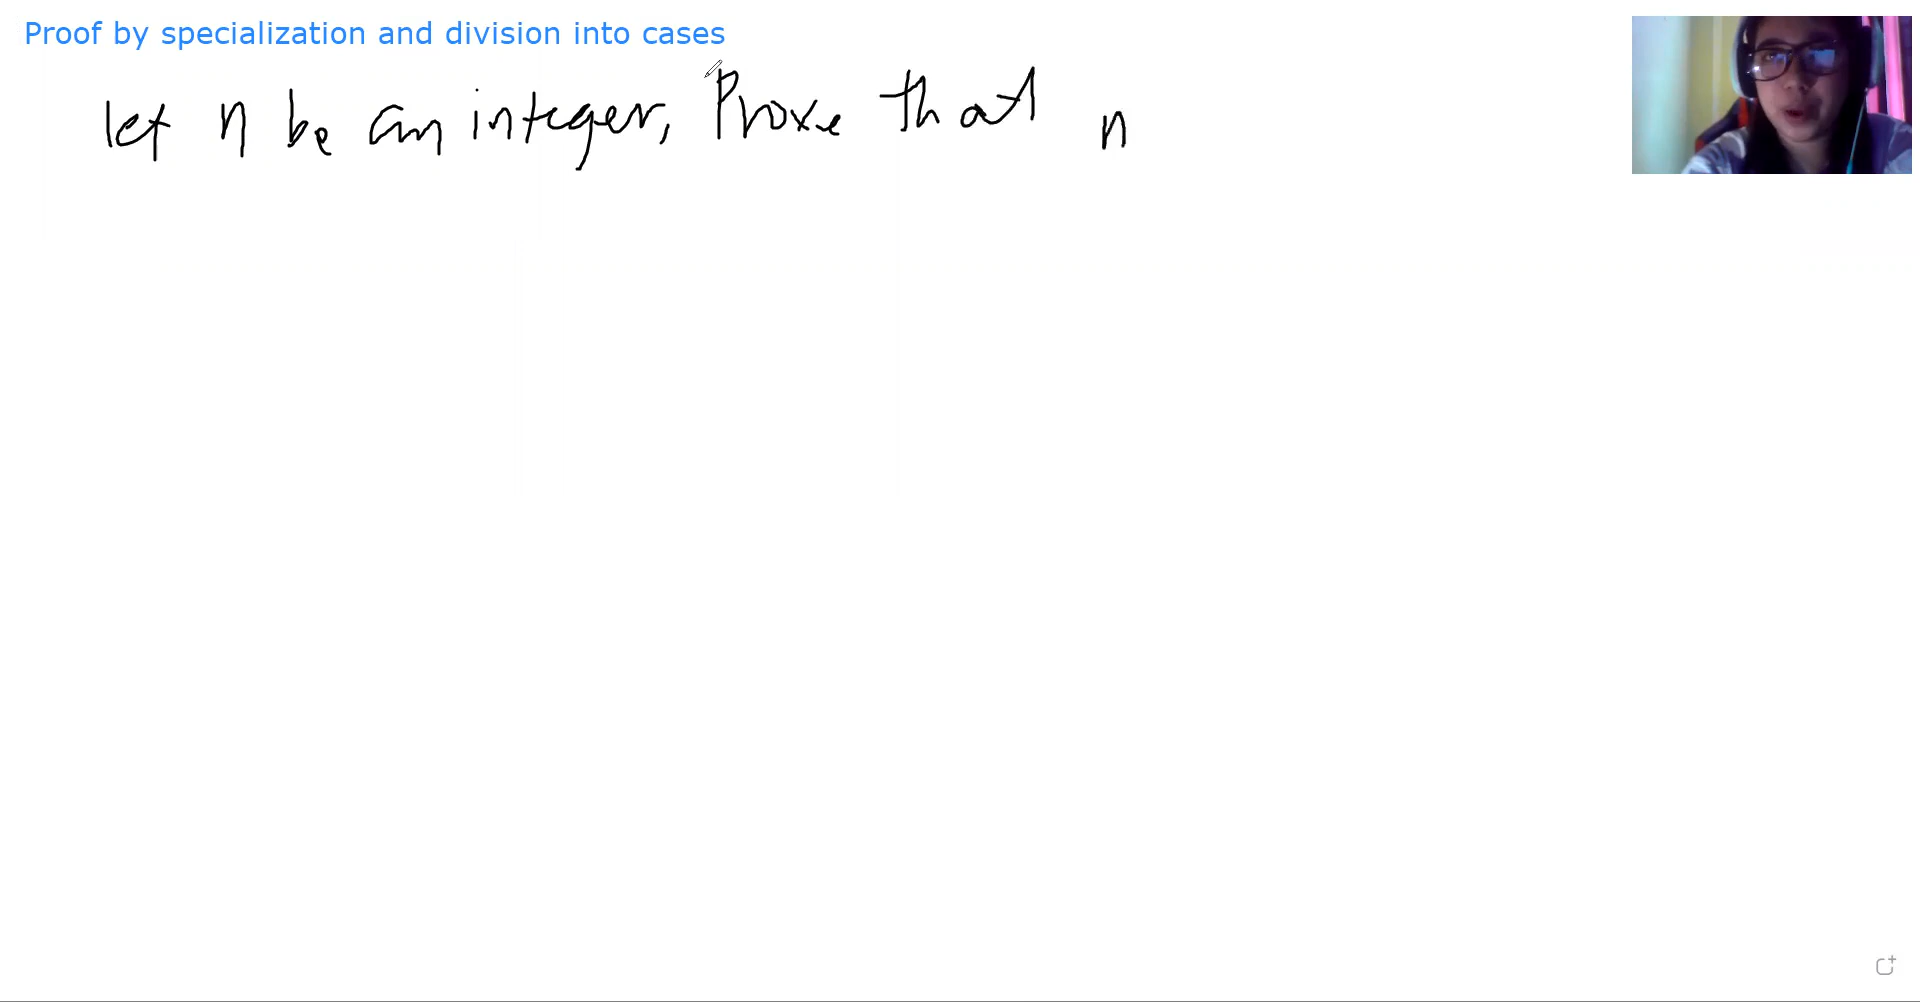 Proof by specialization and division into cases
let n be an integer, Prove that n